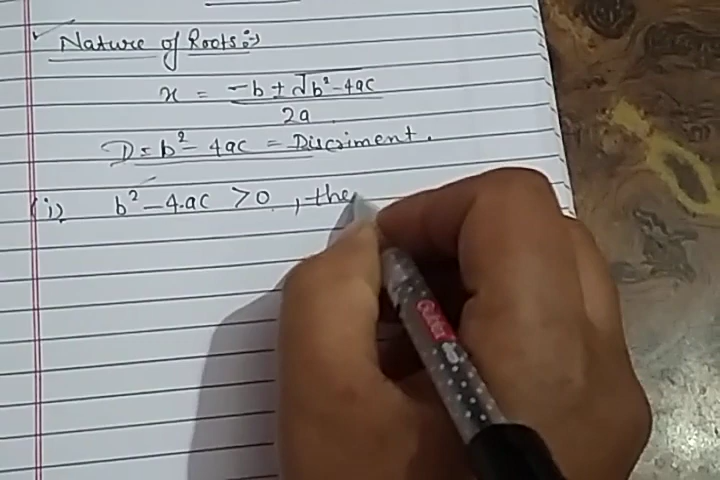 Nature of Roots:→
x = -b ± √b² - 4ac
2a
D = b² - 4ac = Discriment.
(i) b² - 4ac > 0, the